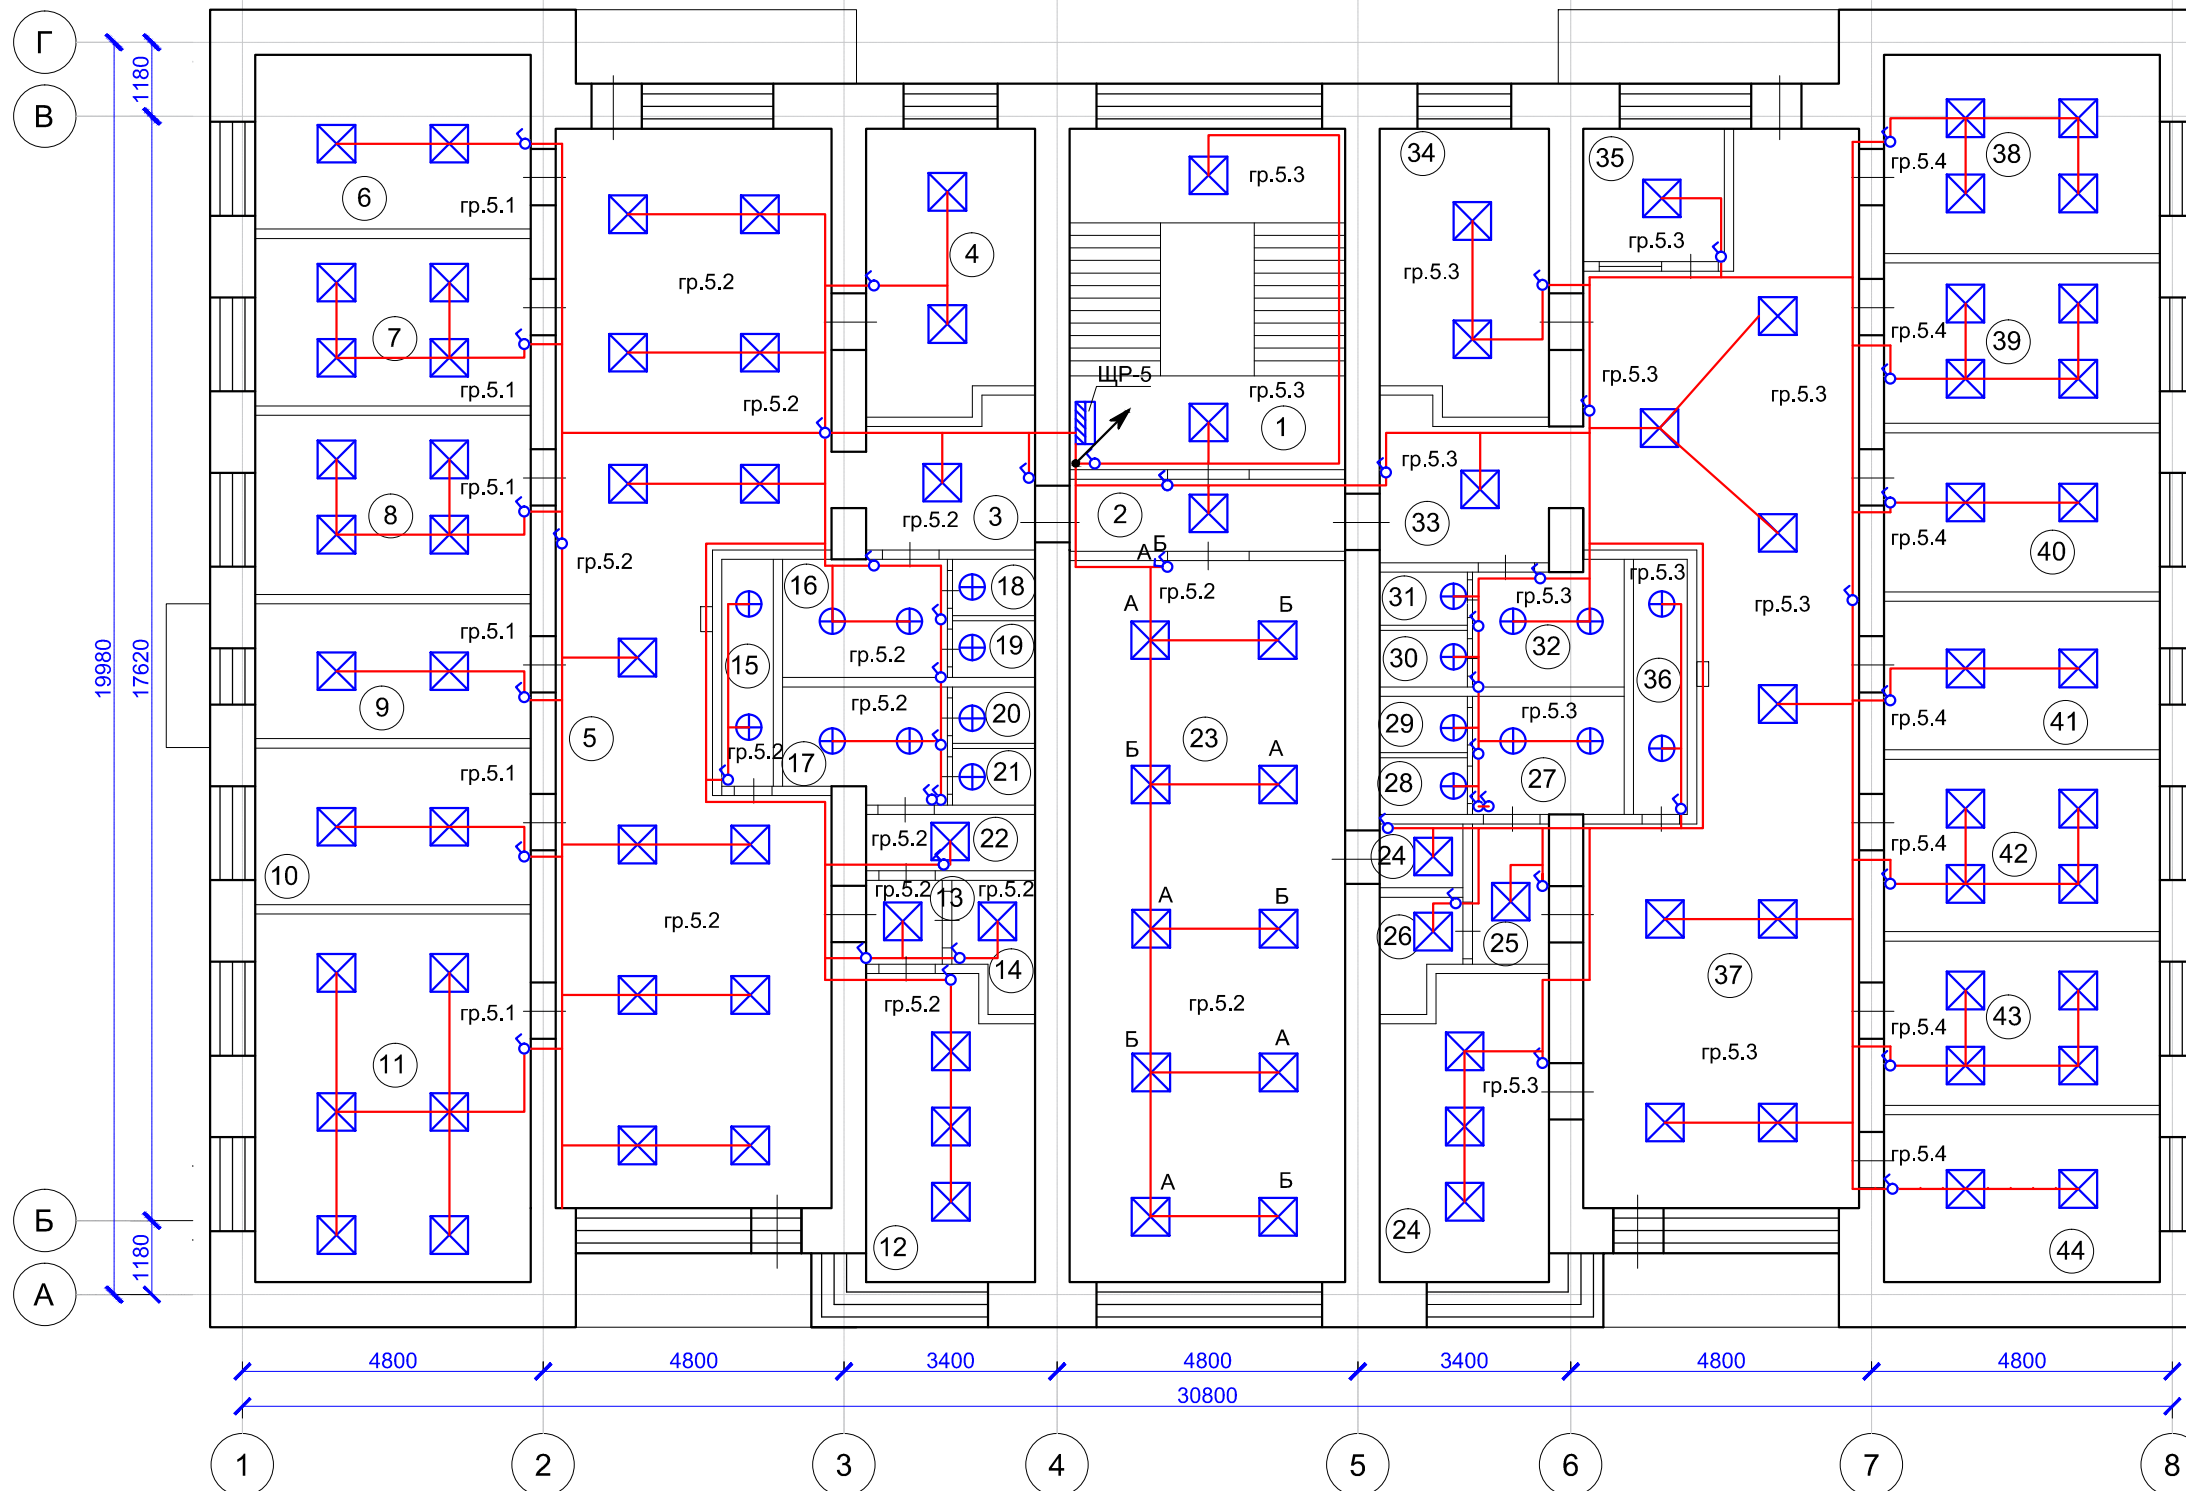 Г
В
1180
19980
17620
1180
Б
А
6
гр.5.1
7
гр.5.1
8
гр.5.1
9
гр.5.1
10
гр.5.1
11
гр.5.1
гр.5.2
гр.5.2
гр.5.2
5
гр.5.2
4
3
гр.5.2
16
гр.5.2
15
гр.5.2
17
гр.5.2
18
19
20
21
гр.5.2
22
гр.5.2
13
гр.5.2
14
гр.5.2
12
гр.5.3
ЩР-5
гр.5.3
1
2
А
Б
гр.5.2
А
Б
23
Б
А
А
Б
гр.5.2
Б
А
А
Б
34
гр.5.3
гр.5.3
33
31
30
29
28
гр.5.3
32
гр.5.3
27
24
26
25
гр.5.3
24
35
гр.5.3
гр.5.3
гр.5.3
гр.5.3
36
гр.5.3
37
гр.5.3
гр.5.4
38
гр.5.4
39
гр.5.4
40
гр.5.4
41
гр.5.4
42
гр.5.4
43
гр.5.4
44
4800
4800
3400
4800
3400
4800
4800
30800
1
2
3
4
5
6
7
8